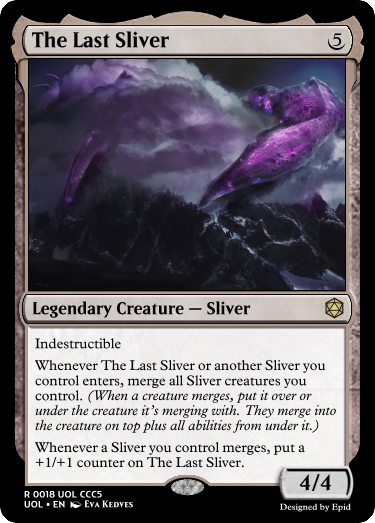 The Last Sliver 5
Legendary Creature — Sliver
Indestructible
Whenever The Last Sliver or another Sliver you
control enters, merge all Sliver creatures you
control. (When a creature merges, put it over or
under the creature it's merging with. They merge into
the creature on top plus all abilities from under it.)
Whenever a Sliver you control merges, put a
+1/+1 counter on The Last Sliver.
4/4
R 0018 UOL CCC5
UOL • EN Eva Kedves
Designed by Epid